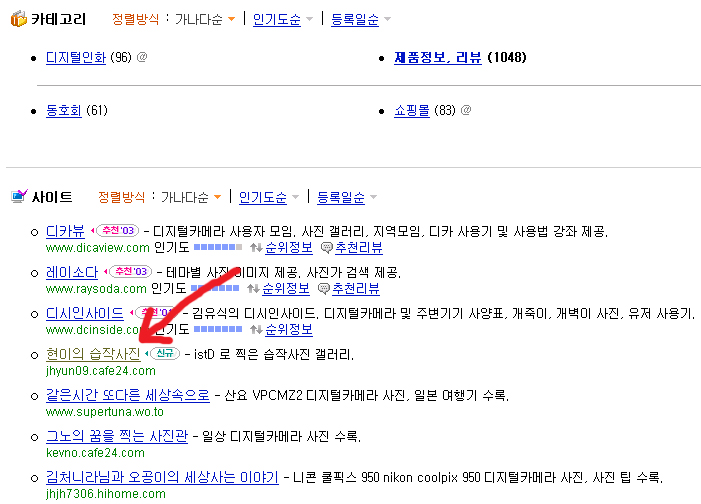 카테고리 정렬방식 : 가나다순 | 인기도순 | 등록일순
디지털인화 (96) @ 제품정보, 리뷰 (1048)
동호회 (61) 쇼핑몰 (83) @
사이트 정렬방식 : 가나다순 | 인기도순 | 등록일순
디카뷰 추천'03 - 디지털카메라 사용자 모임, 사진 갤러리, 지역모임, 디카 사용기 및 사용법 강좌 제공.
www.dicaview.com 인기도 순위정보 추천리뷰
레이소다 추천'03 - 테마별 사진 이미지 제공, 사진가 검색 제공.
www.raysoda.com 인기도 순위정보 추천리뷰
디시인사이드 - 김유식의 디시인사이드, 디지털카메라 및 주변기기 사양표, 개죽이, 개벽이 사진, 유저 사용기.
www.dcinside.com 인기도 순위정보
현이의 습작사진 신규 - istD 로 찍은 습작사진 갤러리.
jhyun09.cafe24.com
같은시간 또다른 세상속으로 - 산요 VPCMZ2 디지털카메라 사진, 일본 여행기 수록.
www.supertuna.wo.to
그노의 꿈을 찍는 사진관 - 일상 디지털카메라 사진 수록.
kevno.cafe24.com
김처니라님과 오공이의 세상사는 이야기 - 니콘 쿨픽스 950 nikon coolpix 950 디지털카메라 사진, 사진 팁 수록.
jhjh7306.hihome.com